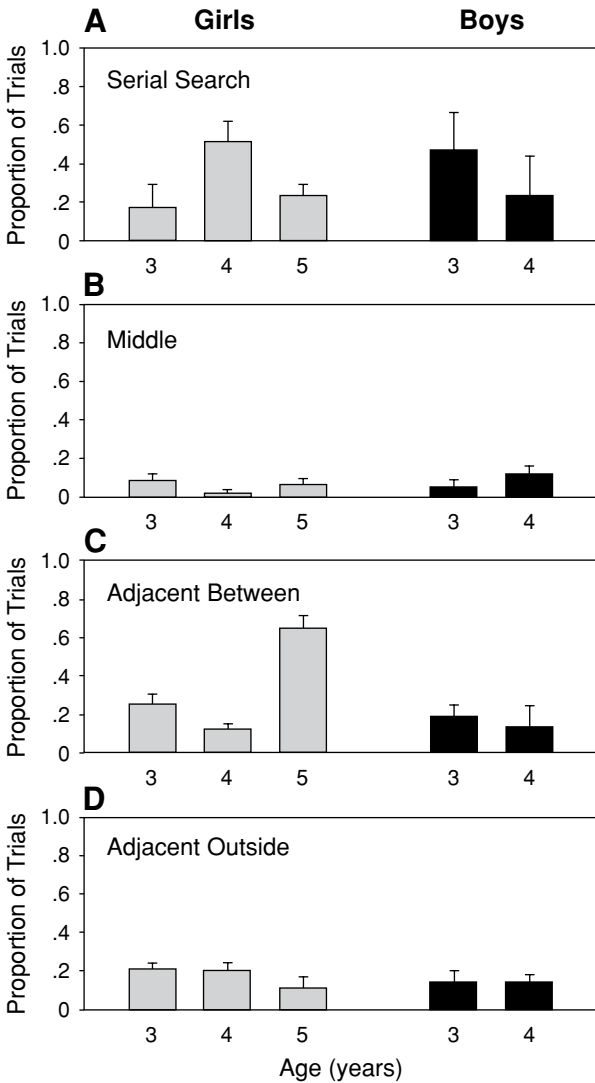 A Girls Boys
Proportion of Trials
1.0
Serial Search
.8
.6
.4
.2
0
3 4 5 3 4
B
Proportion of Trials
1.0
Middle
.8
.6
.4
.2
0
3 4 5 3 4
C
Proportion of Trials
1.0
Adjacent Between
.8
.6
.4
.2
0
3 4 5 3 4
D
Proportion of Trials
1.0
Adjacent Outside
.8
.6
.4
.2
0
3 4 5 3 4
Age (years)